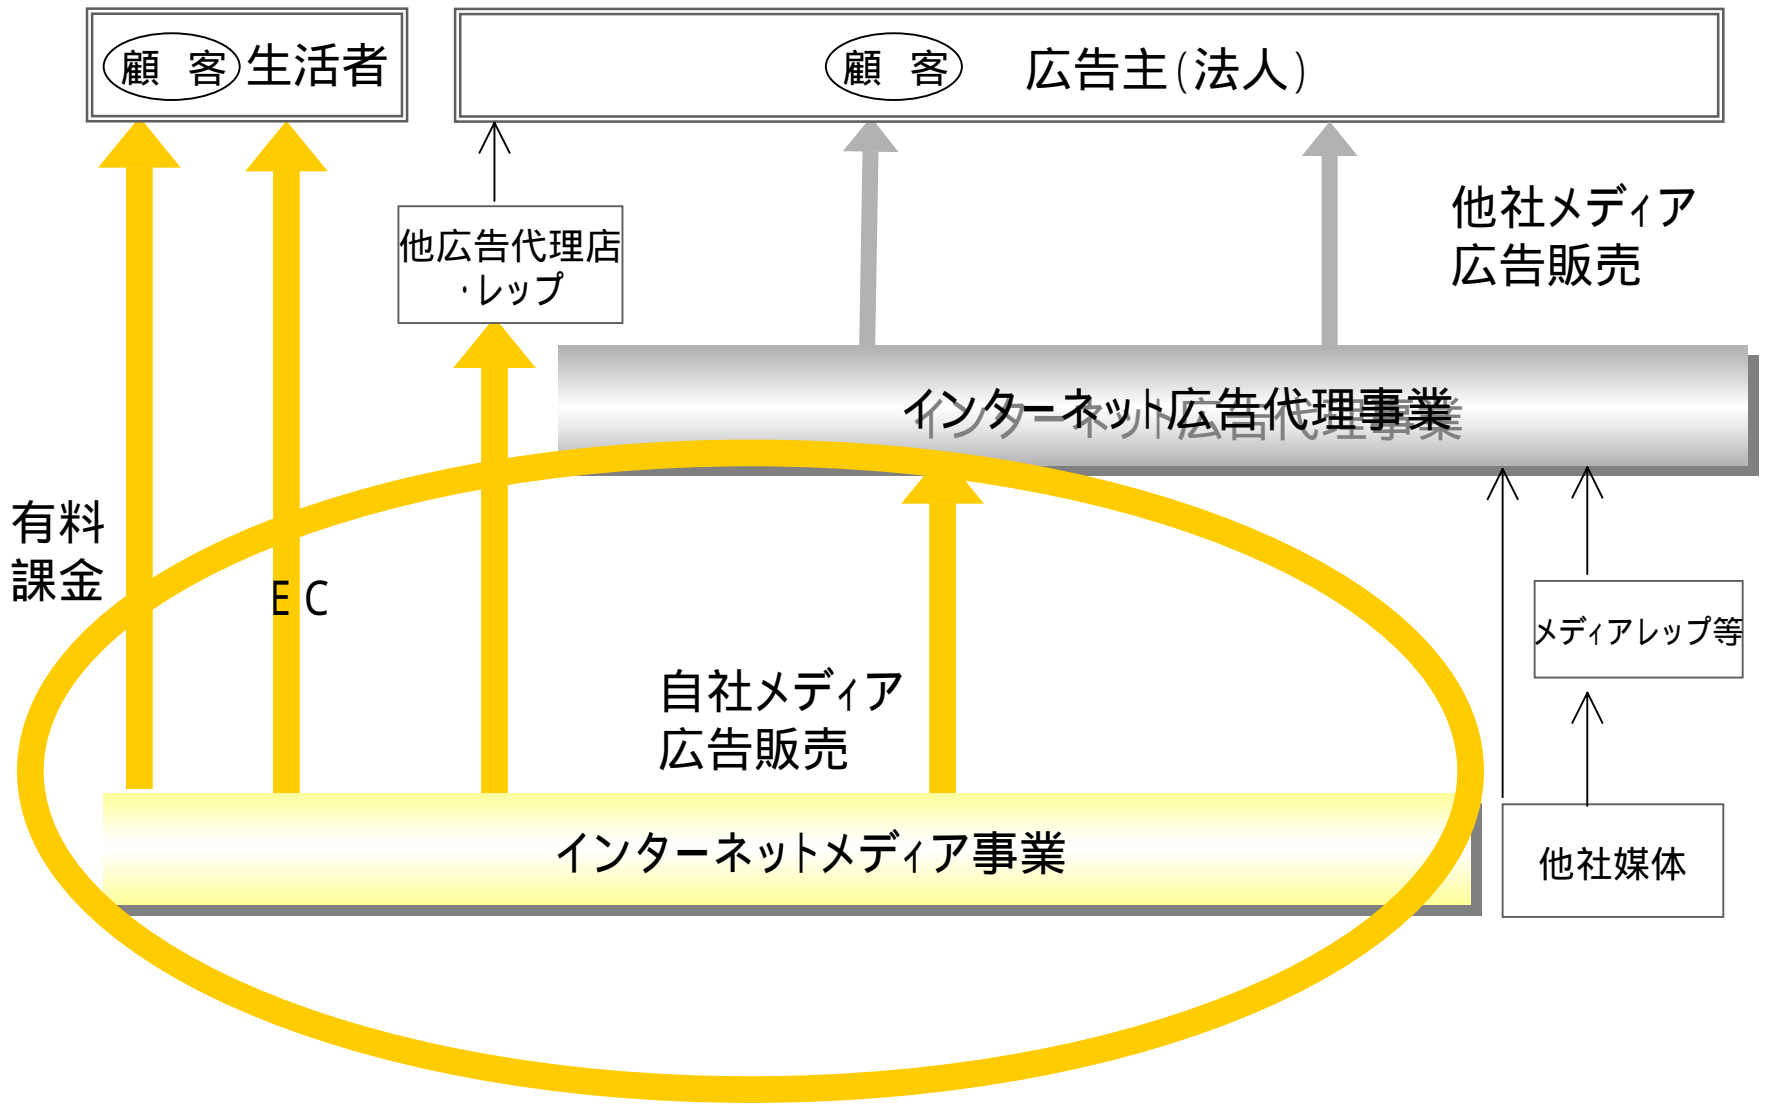 顧 客 生活者
顧 客 広告主(法人)
他社メディア
広告販売
他広告代理店
・レップ
インターネット広告代理事業
有料
課金
EC
メディアレップ等
自社メディア
広告販売
インターネットメディア事業
他社媒体